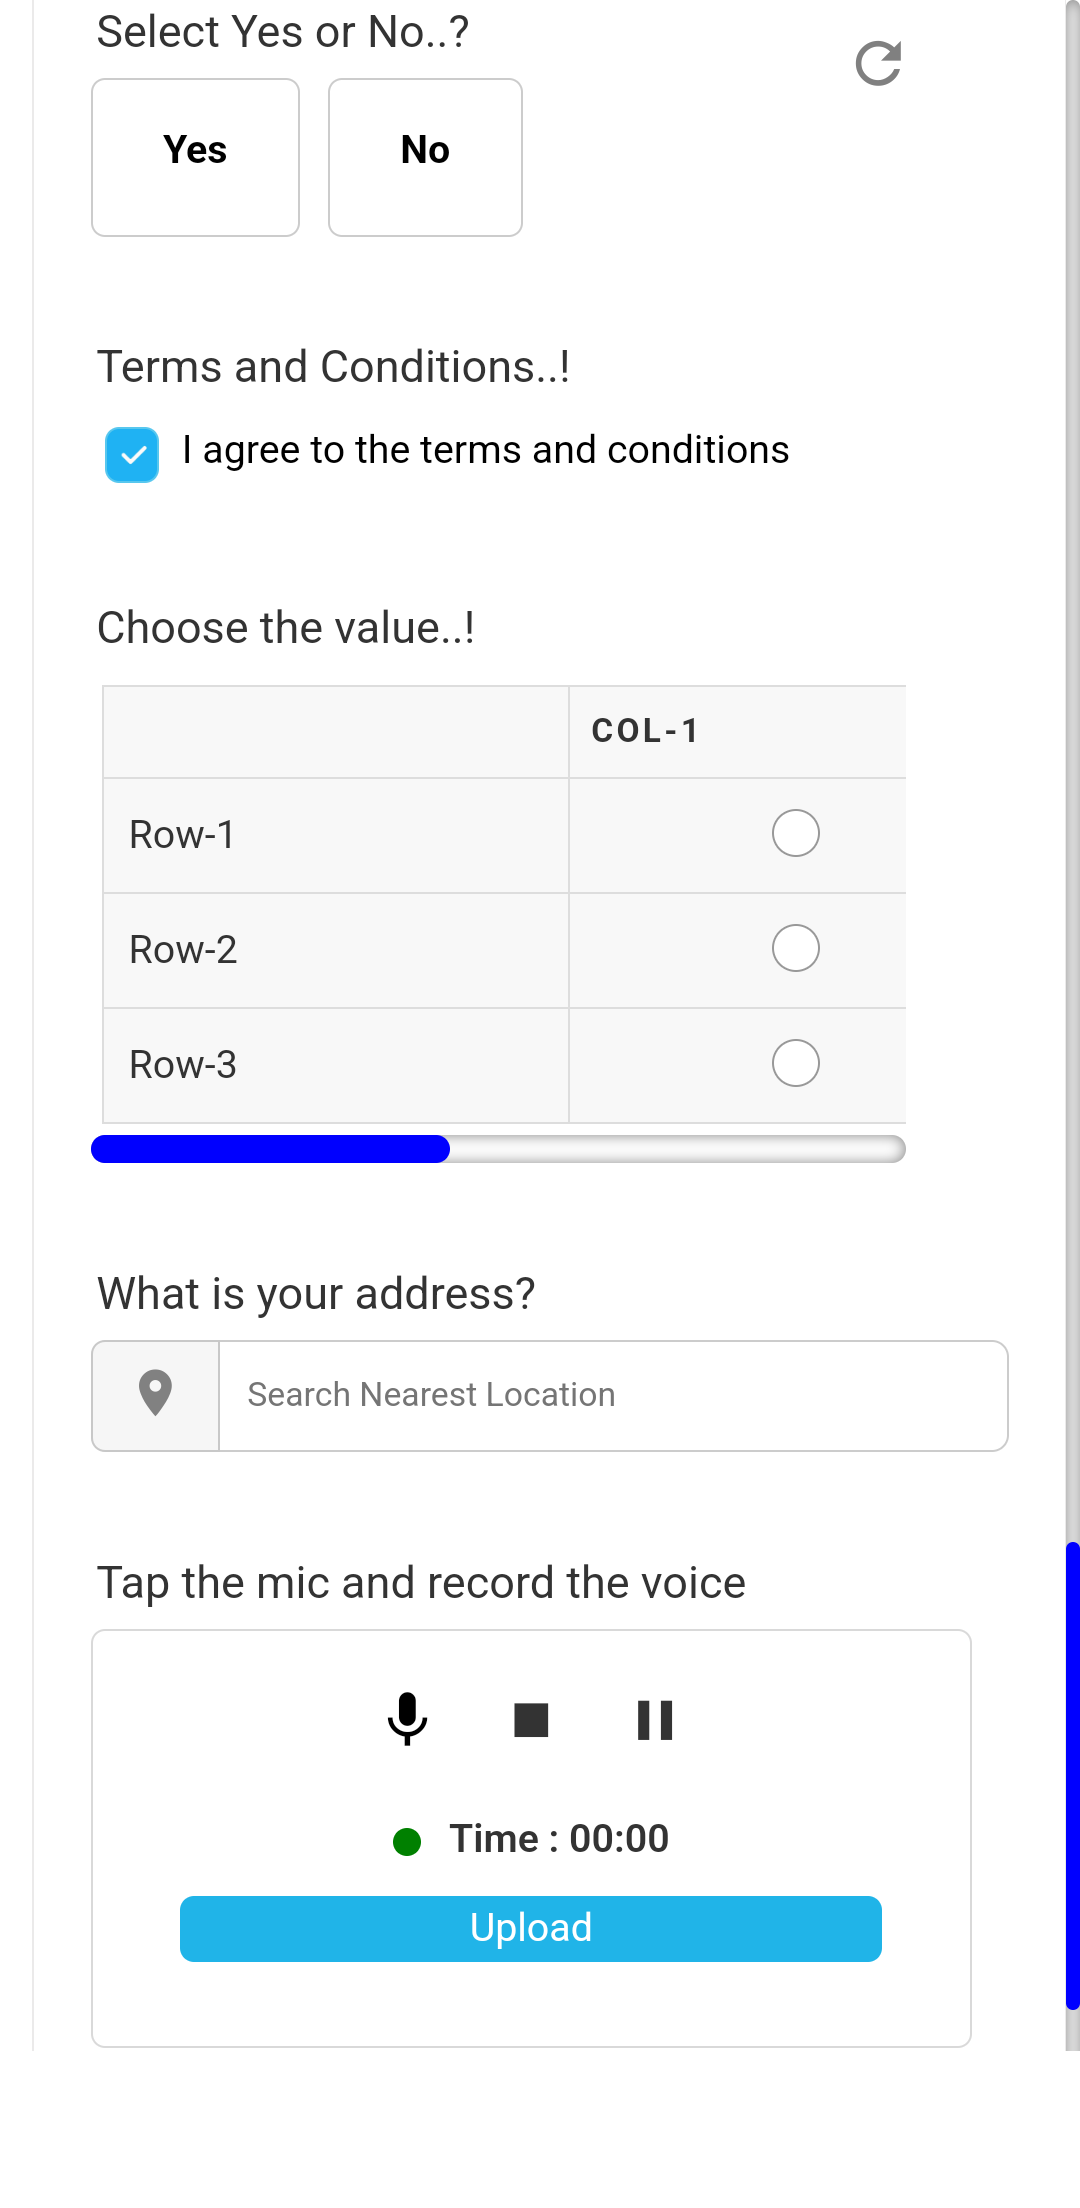 Select Yes or No..?
Yes
No
Terms and Conditions..!
I agree to the terms and conditions
Choose the value..!
COL-1
Row-1
Row-2
Row-3
What is your address?
Search Nearest Location
Tap the mic and record the voice
Time : 00:00
Upload